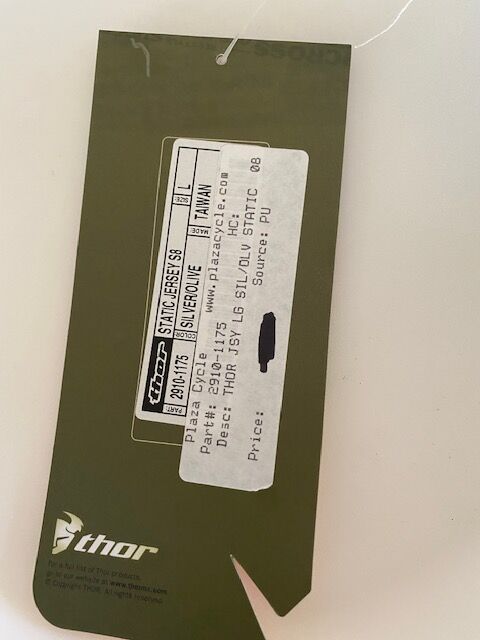 thor STATIC JERSEY S8
PART: 2910-1175 COLOR: SILVER/OLIVE SIZE: L
MADE: TAIWAN
Plaza Cycle www.plazacycle.com
Part#: 2910-1175 HC:
Desc: THOR JSY LG SIL/OLV STATIC 08
Source: PU
Price:
thor
For a full list of Thor products,
go to our website at www.thormx.com
© Copyright THOR. All rights reserved.